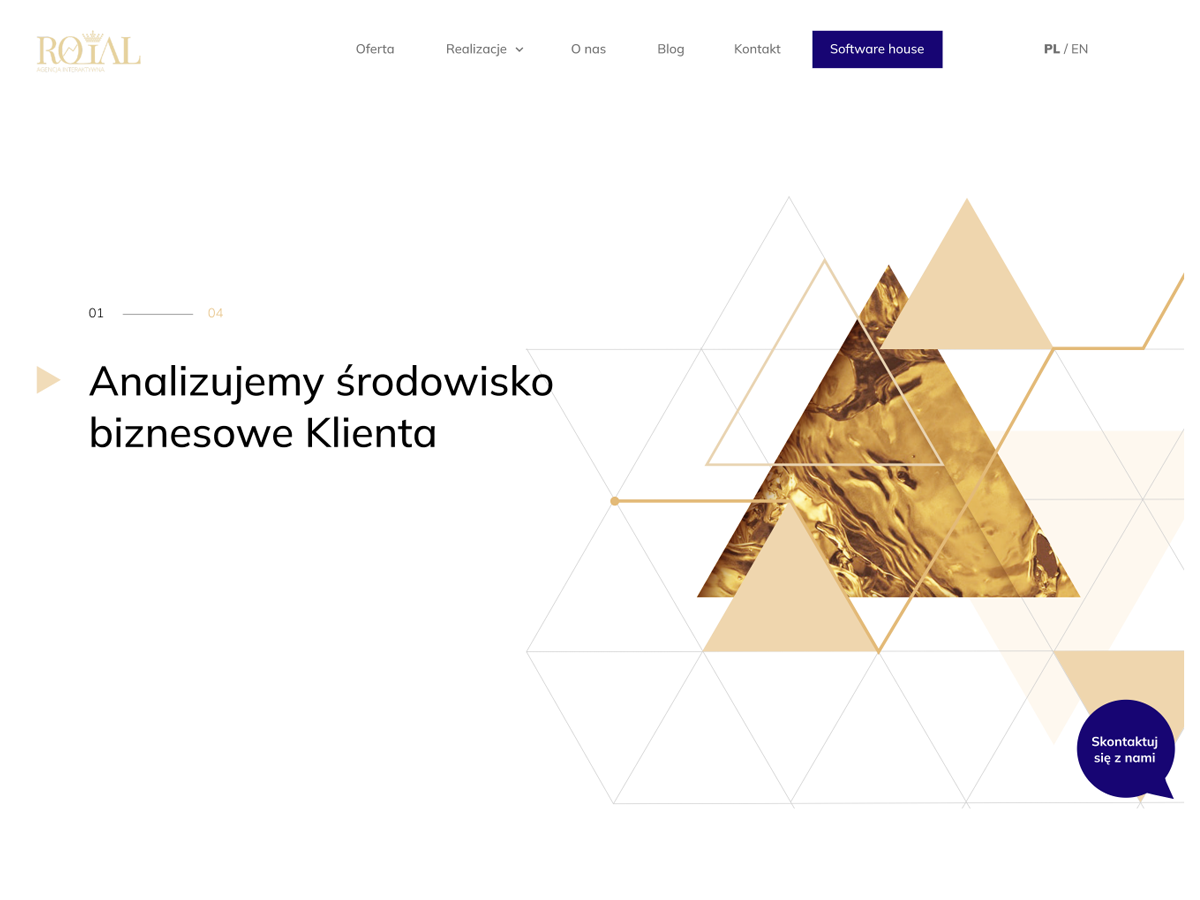 ROYAL
AGENCJA INTERAKTYWNA
Oferta
Realizacje
O nas
Blog
Kontakt
Software house
PL / EN
01
04
Analizujemy środowisko
biznesowe Klienta
Skontaktuj
się z nami